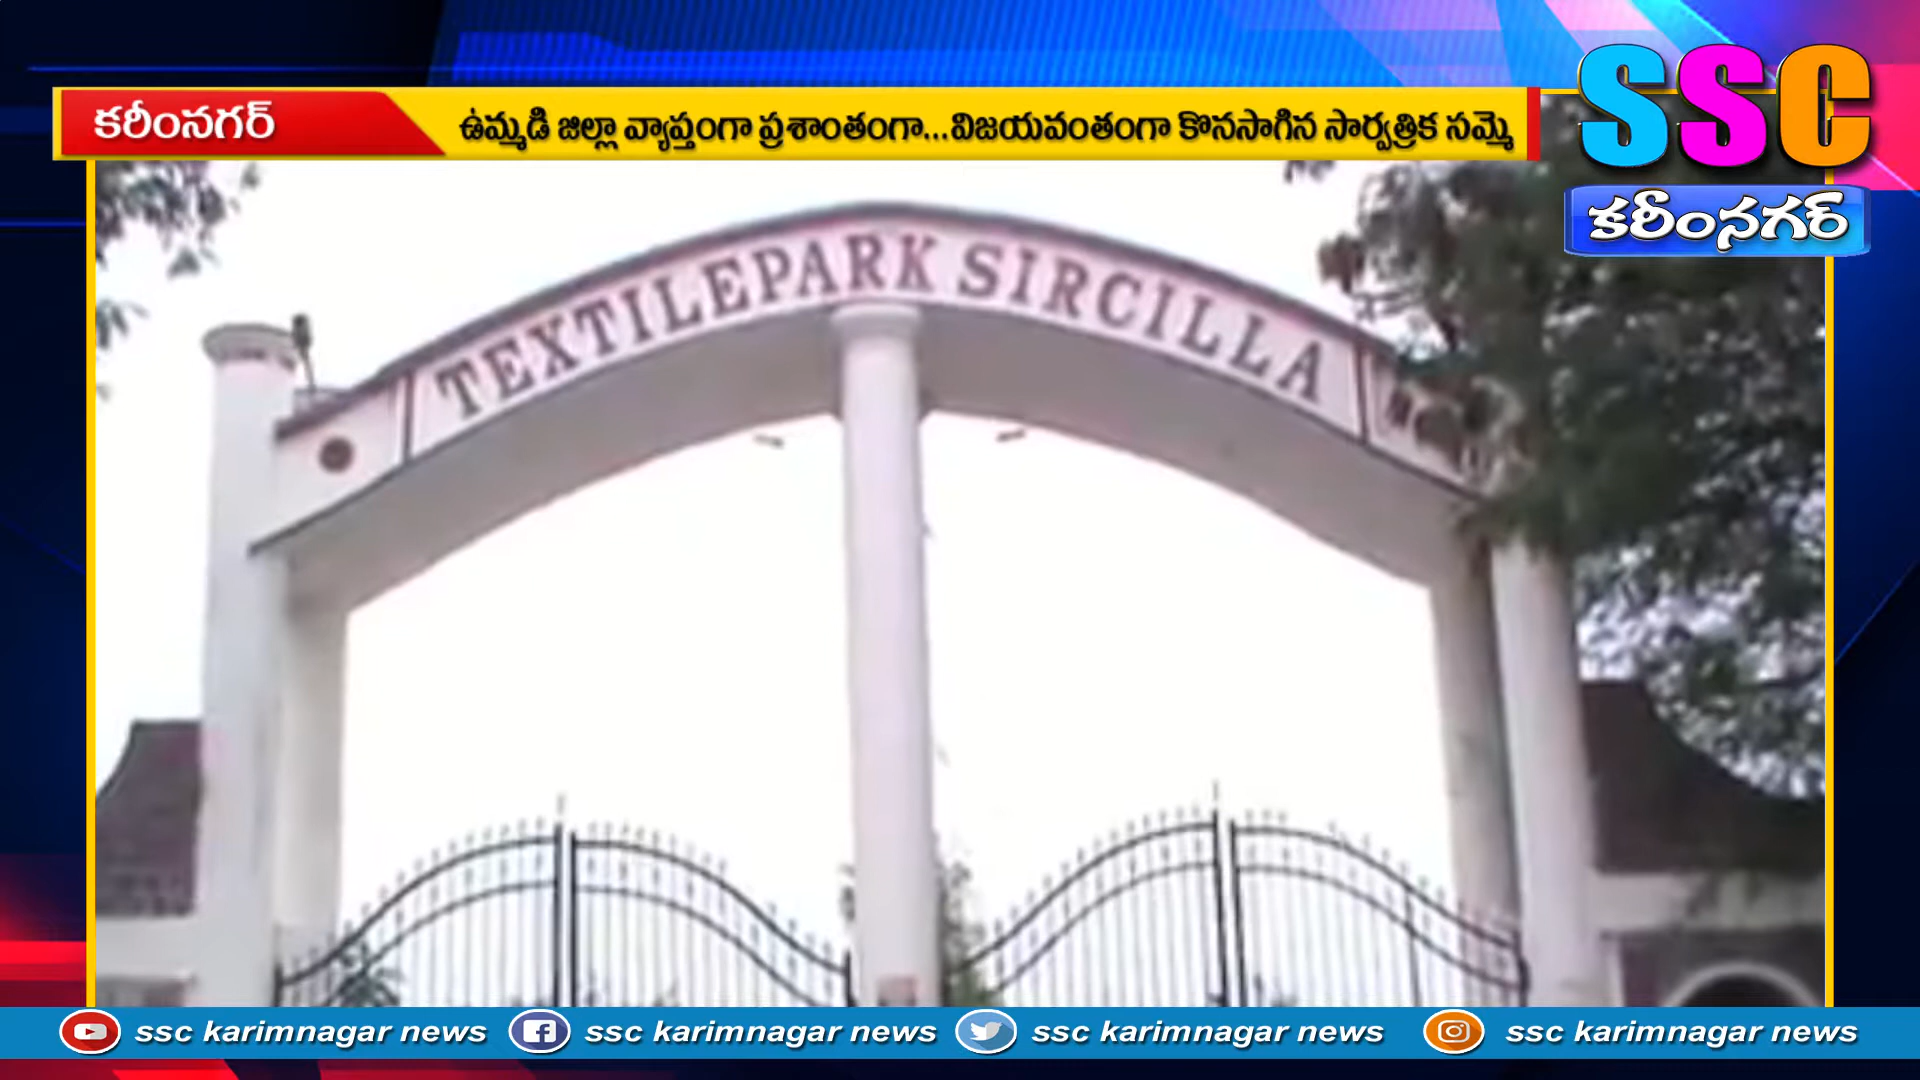 కరీంనగర్
ఉమ్మడి జిల్లా వ్యాప్తంగా ప్రశాంతంగా...విజయవంతంగా కొనసాగిన సార్వత్రిక సమ్మె
SSC
కరీంనగర్
TEXTILEPARK SIRCILLA
ssc karimnagar news ssc karimnagar news ssc karimnagar news ssc karimnagar news